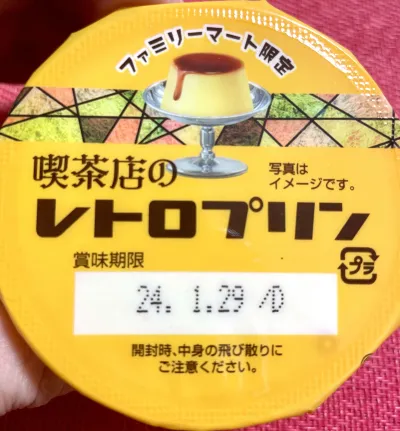 ファミリーマート限定
喫茶店の
写真は
イメージです。
レトロプリン
賞味期限
プラ
24. 1.29 /0
開封時、中身の飛び散りに
ご注意ください。